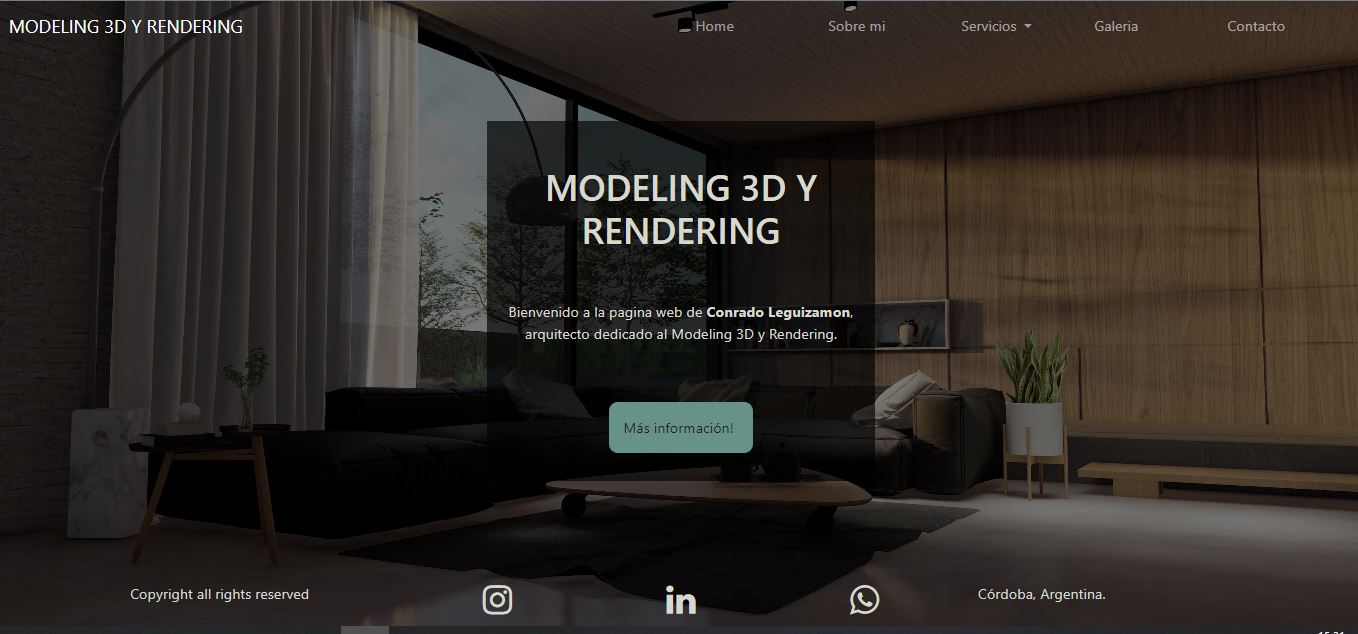 MODELING 3D Y RENDERING
Home
Sobre mi
Servicios
Galeria
Contacto
MODELING 3D Y
RENDERING
Bienvenido a la pagina web de Conrado Leguizamon,
arquitecto dedicado al Modeling 3D y Rendering.
Más información!
Copyright all rights reserved
in
Córdoba, Argentina.